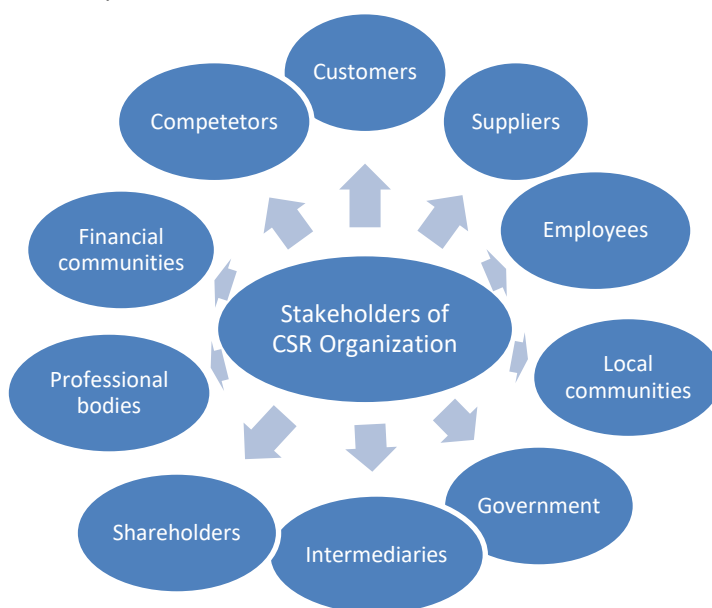 Customers
Suppliers
Employees
Local
communities
Government
Intermediaries
Shareholders
Professional
bodies
Financial
communities
Competetors
Stakeholders of
CSR Organization